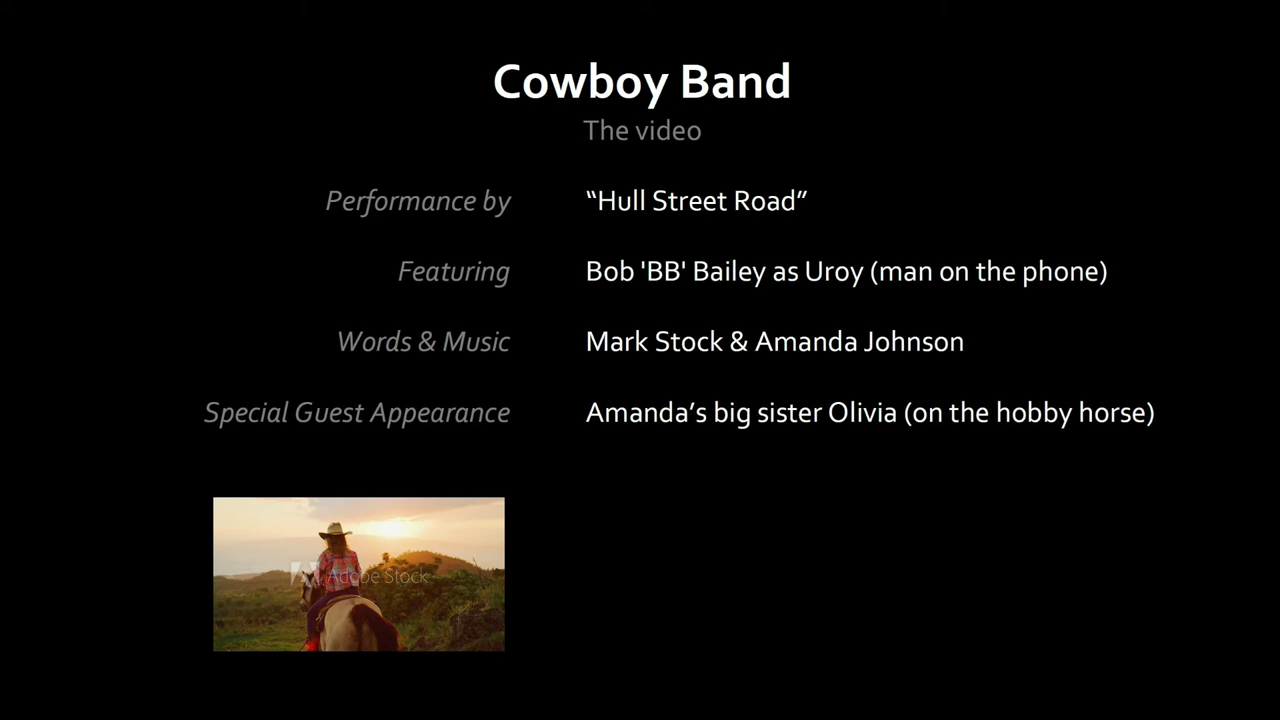 Cowboy Band
The video
Performance by “Hull Street Road”
Featuring Bob 'BB' Bailey as Uroy (man on the phone)
Words & Music Mark Stock & Amanda Johnson
Special Guest Appearance Amanda’s big sister Olivia (on the hobby horse)
Adobe Stock